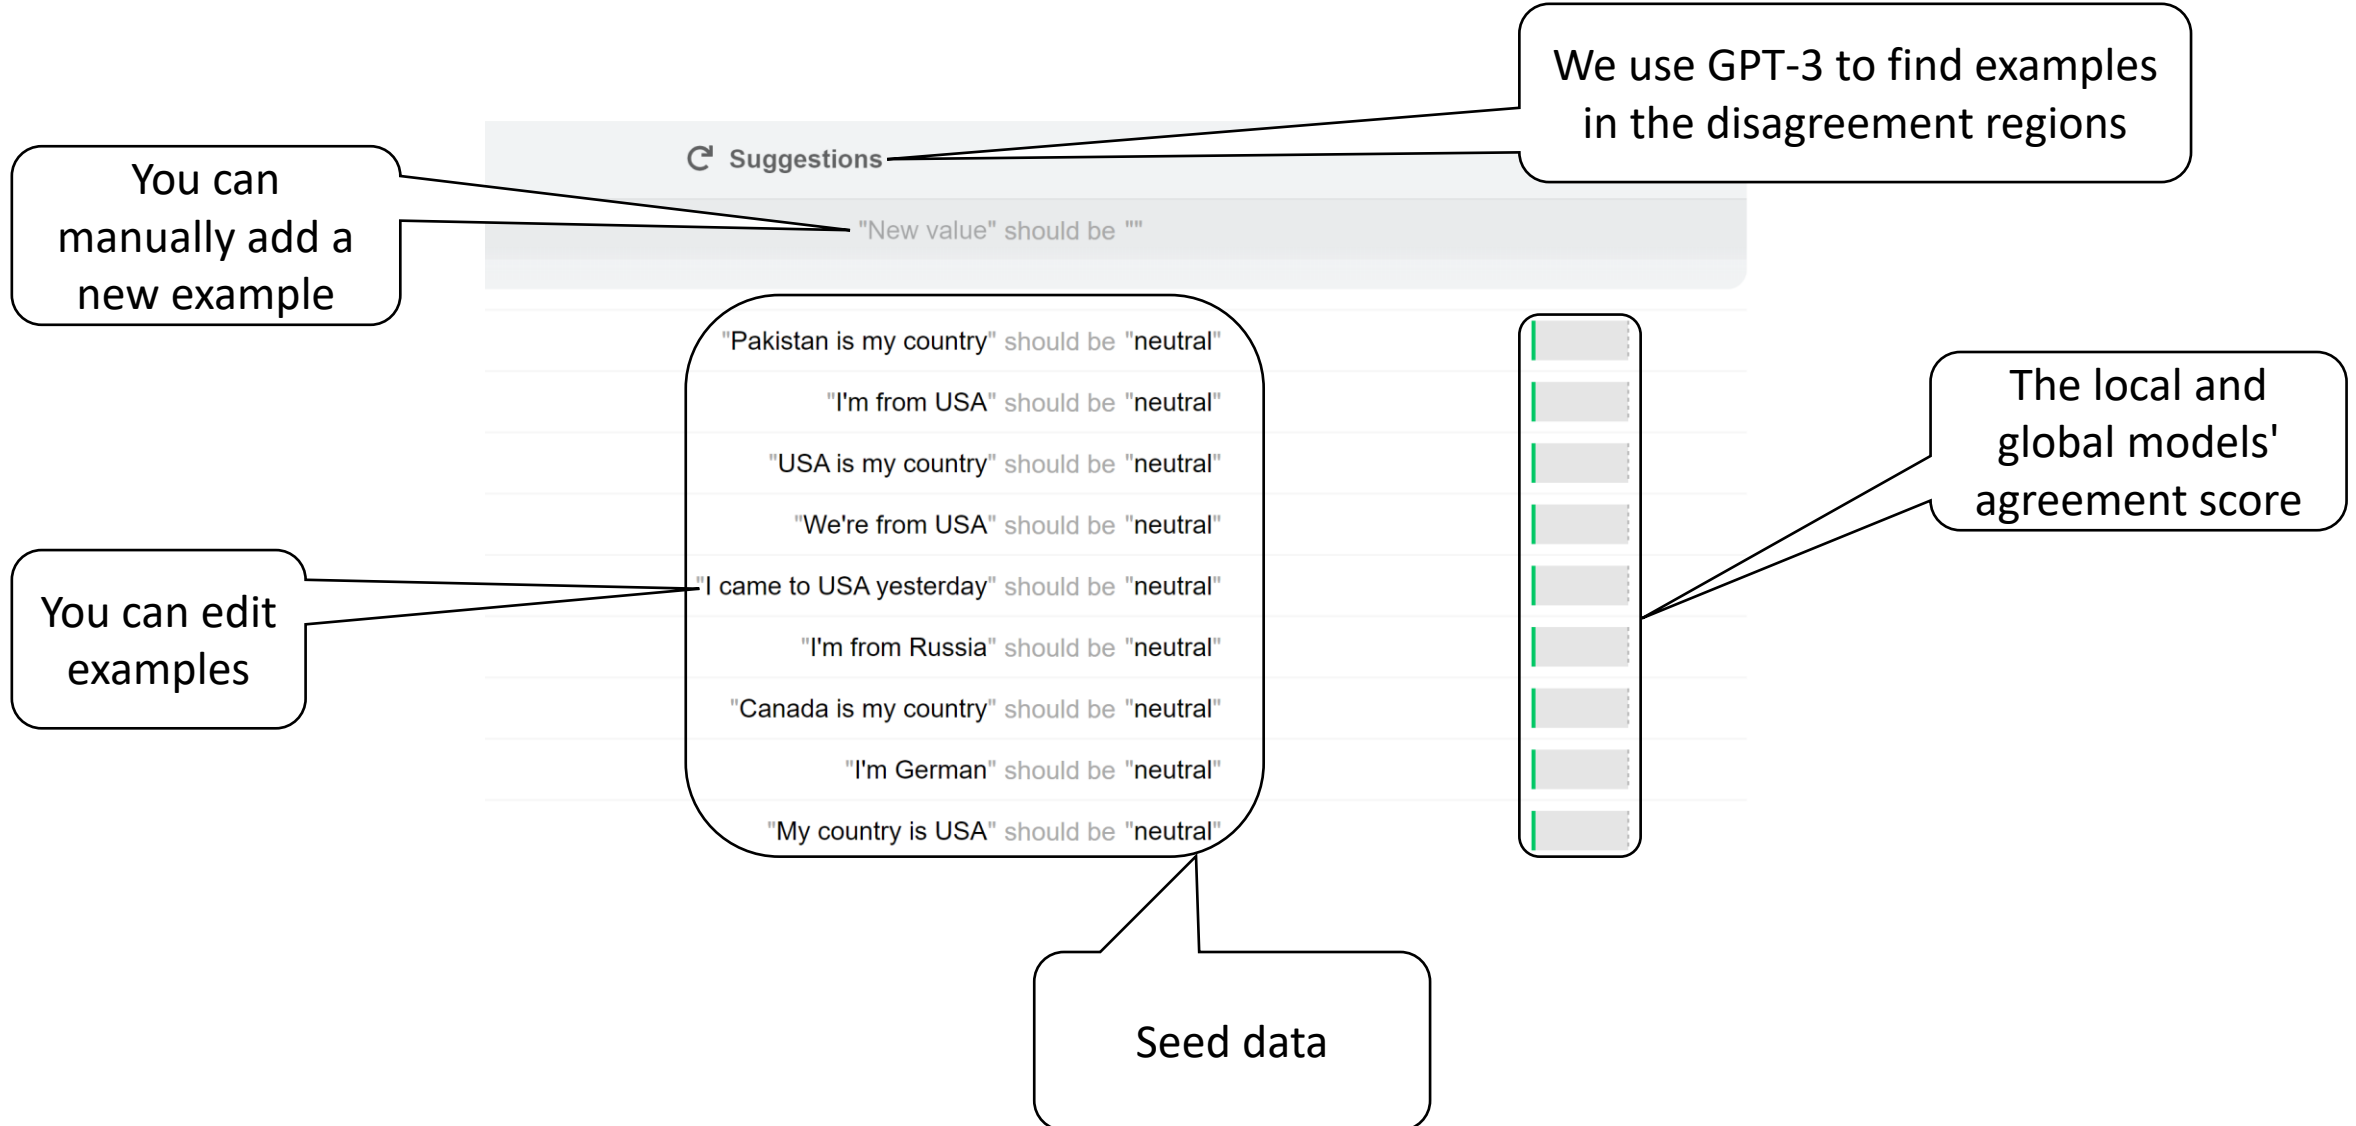 We use GPT-3 to find examples
in the disagreement regions
Suggestions
You can
manually add a
new example
"New value" should be ""
"Pakistan is my country" should be "neutral"
"I'm from USA" should be "neutral"
"USA is my country" should be "neutral"
"We're from USA" should be "neutral"
"I came to USA yesterday" should be "neutral"
"I'm from Russia" should be "neutral"
"Canada is my country" should be "neutral"
"I'm German" should be "neutral"
"My country is USA" should be "neutral"
The local and
global models'
agreement score
You can edit
examples
Seed data